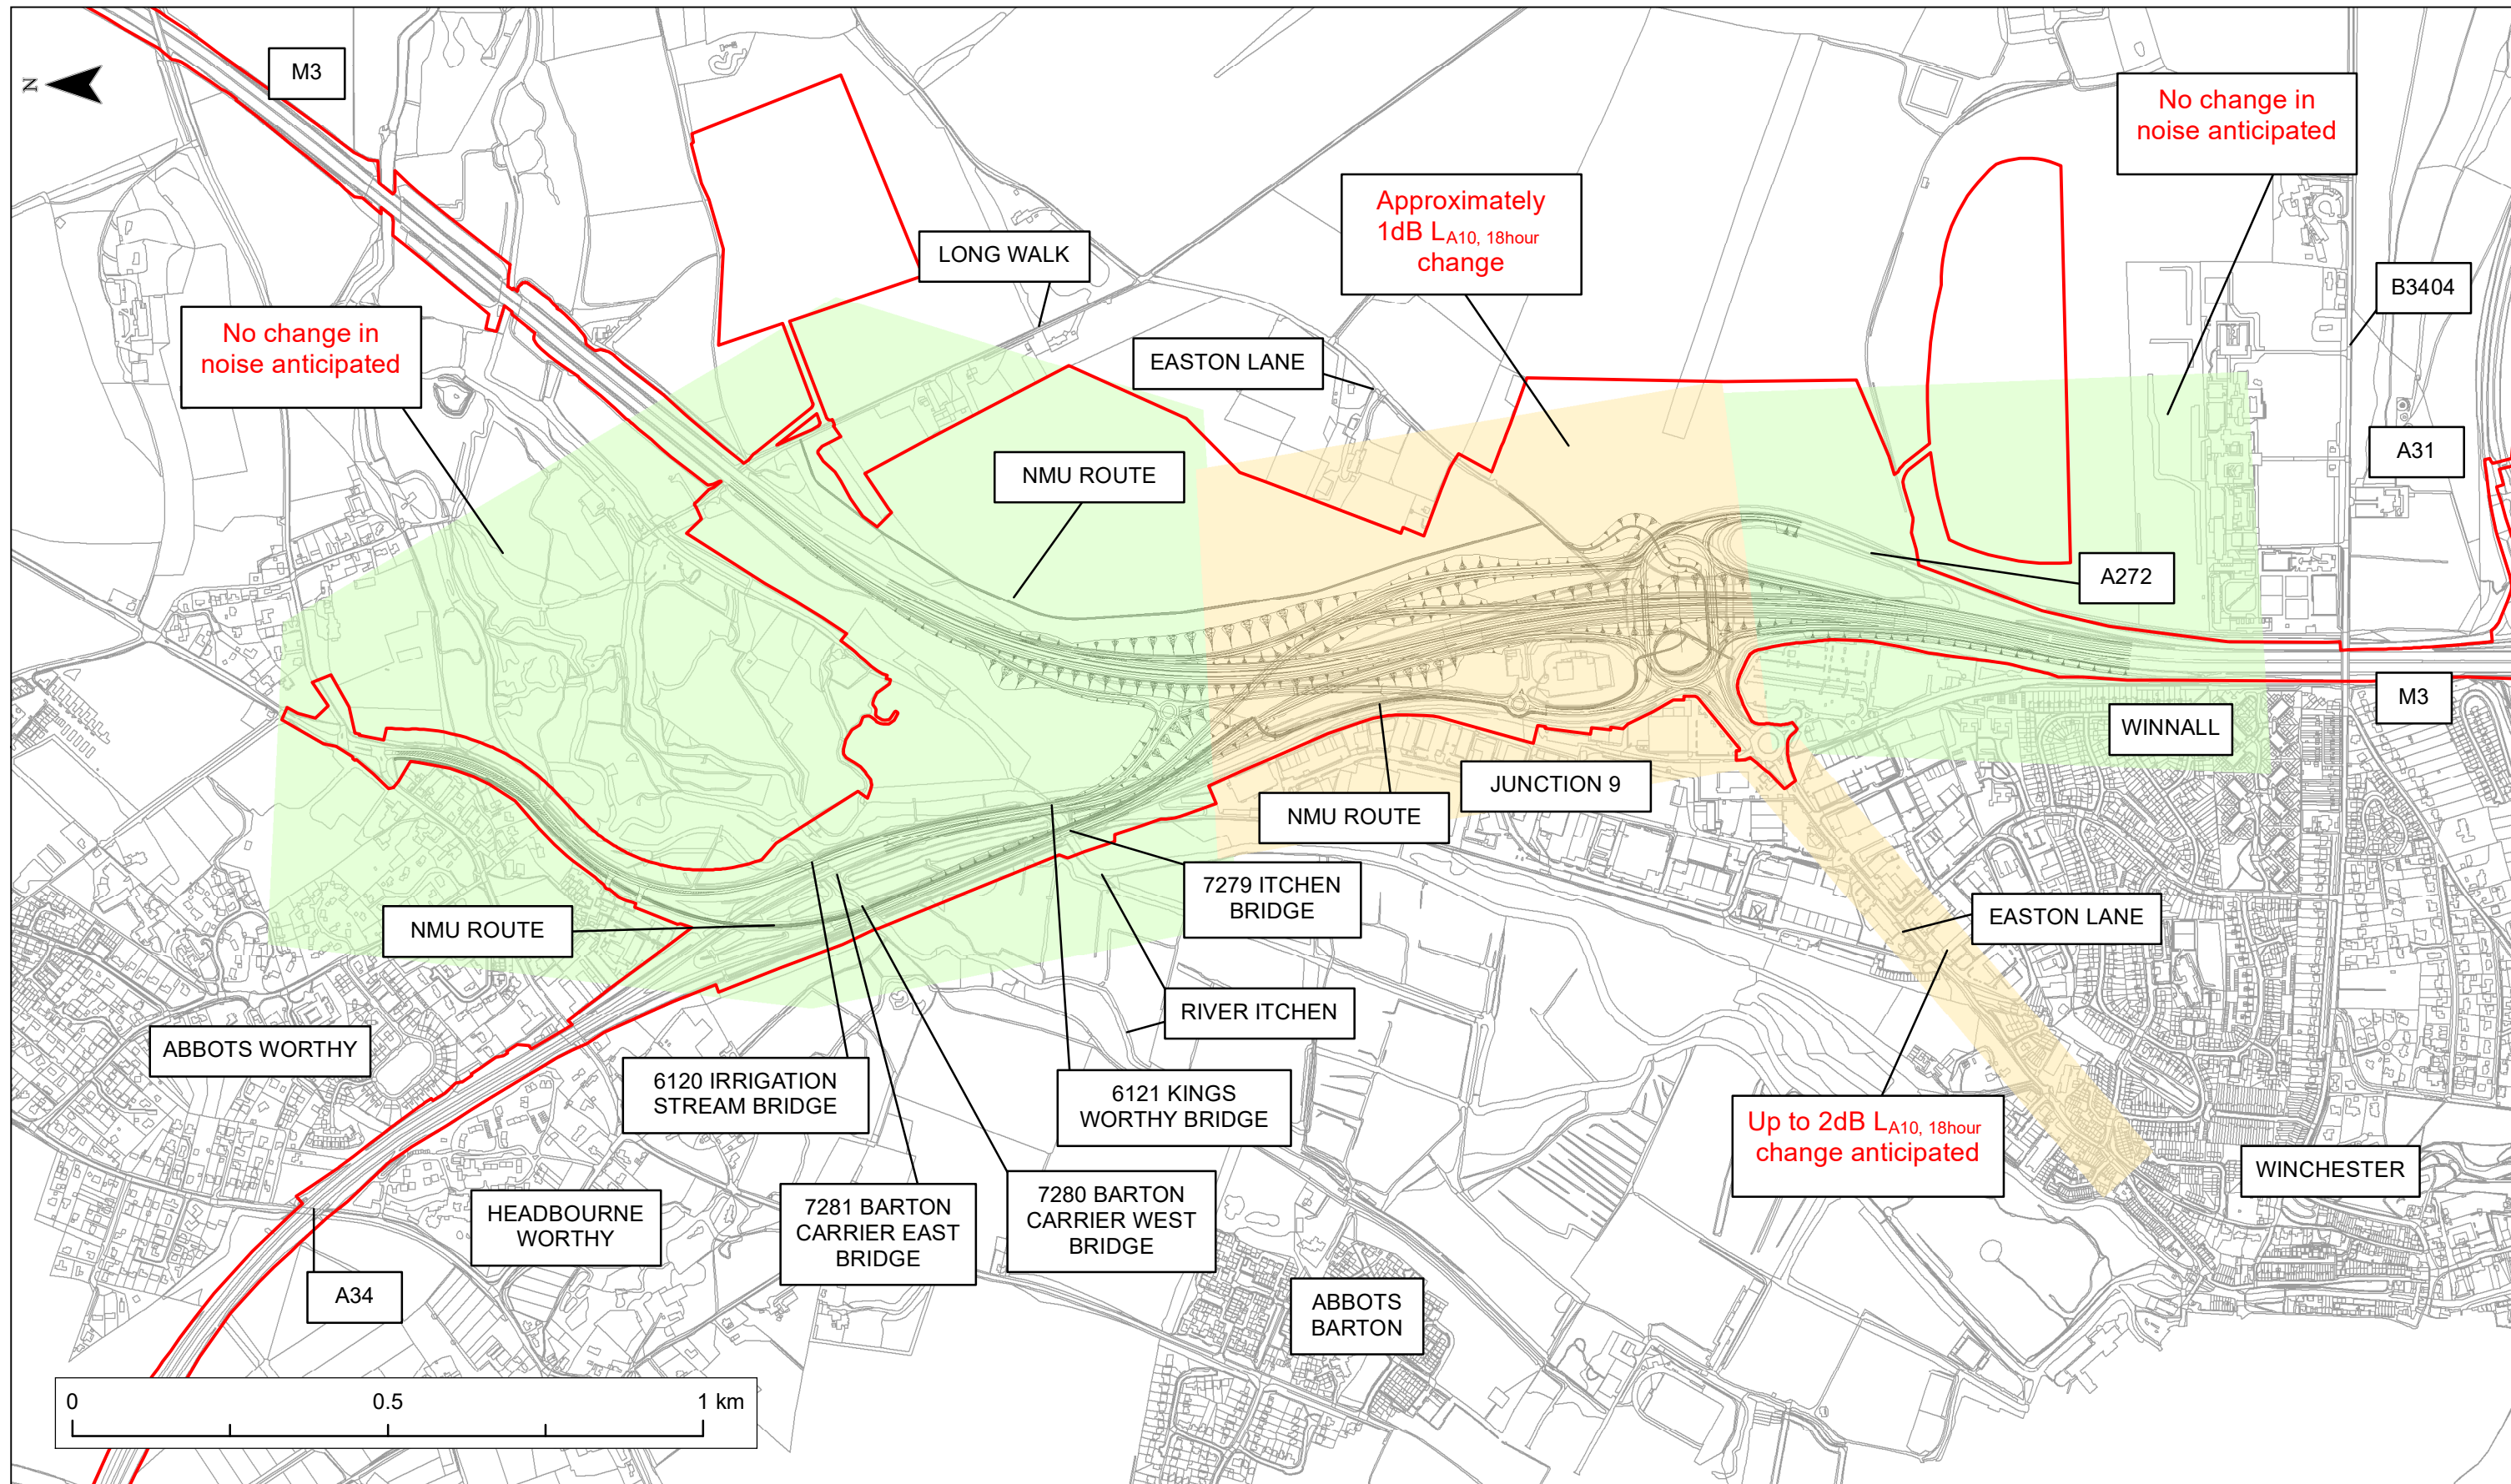 M3
N
No change in
noise anticipated
LONG WALK
Approximately
1dB LA10, 18hour
change
No change in
noise anticipated
B3404
EASTON LANE
A31
NMU ROUTE
A272
M3
WINNALL
JUNCTION 9
NMU ROUTE
7279 ITCHEN
BRIDGE
EASTON LANE
NMU ROUTE
RIVER ITCHEN
ABBOTS WORTHY
6120 IRRIGATION
STREAM BRIDGE
6121 KINGS
WORTHY BRIDGE
Up to 2dB LA10, 18hour
change anticipated
WINCHESTER
HEADBOURNE
WORTHY
7281 BARTON
CARRIER EAST
BRIDGE
7280 BARTON
CARRIER WEST
BRIDGE
A34
ABBOTS
BARTON
0 0.5 1 km